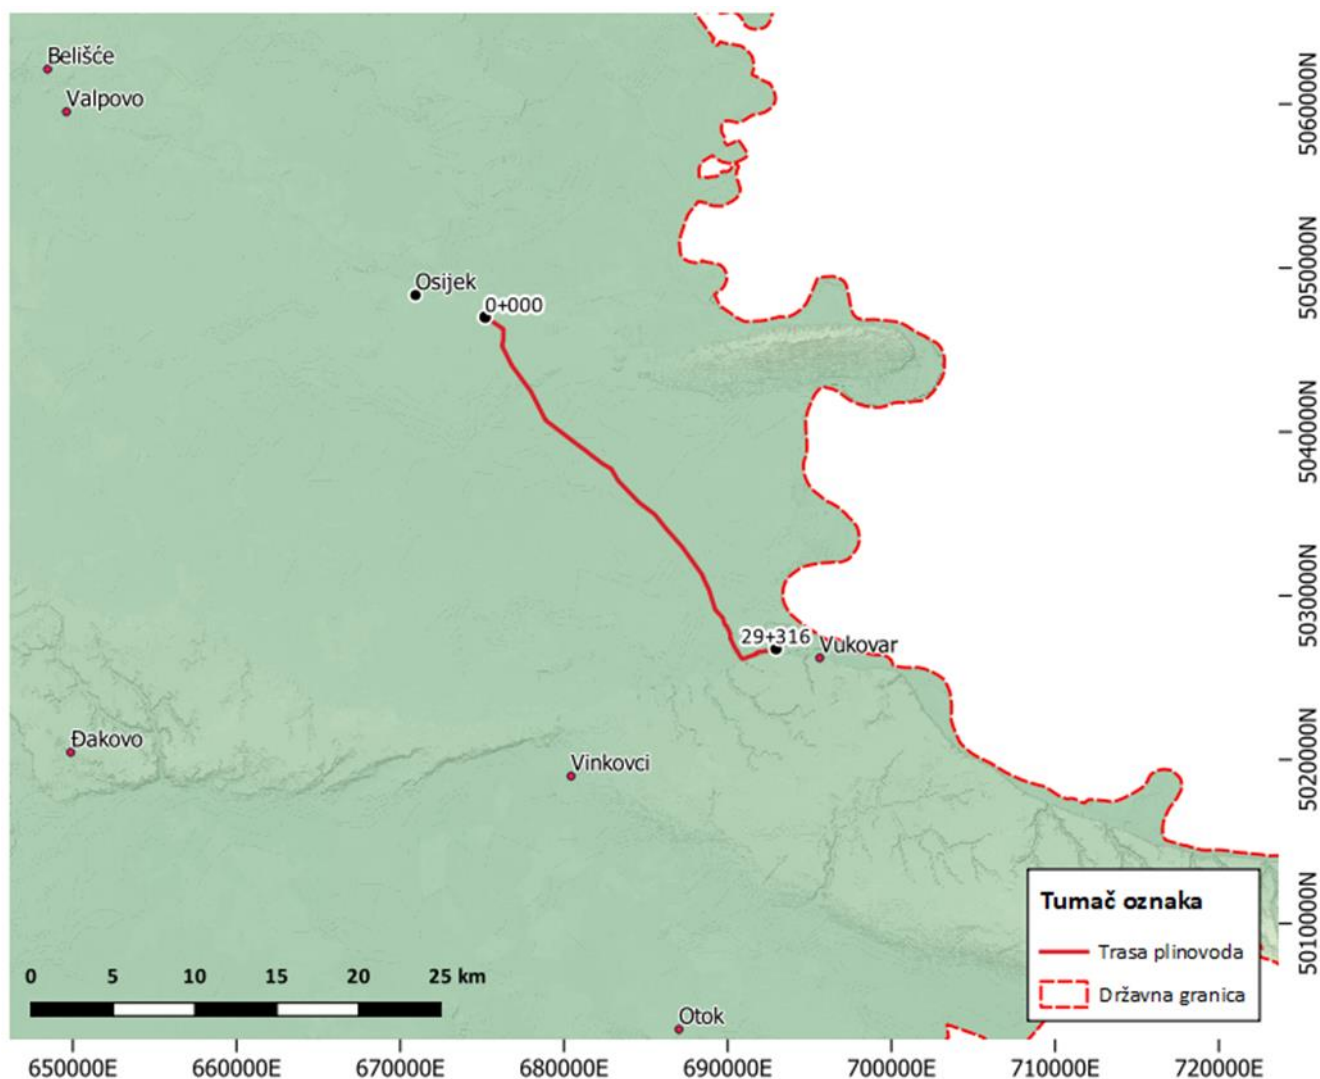 Belišće
Valpovo
Osijek
0+000
29+316
Vukovar
Đakovo
Vinkovci
Otok
Tumač oznaka
Trasa plinovoda
Državna granica
0 5 10 15 20 25 km
650000E 660000E 670000E 680000E 690000E 700000E 710000E 720000E
5060000N
5050000N
5040000N
5030000N
5020000N
5010000N